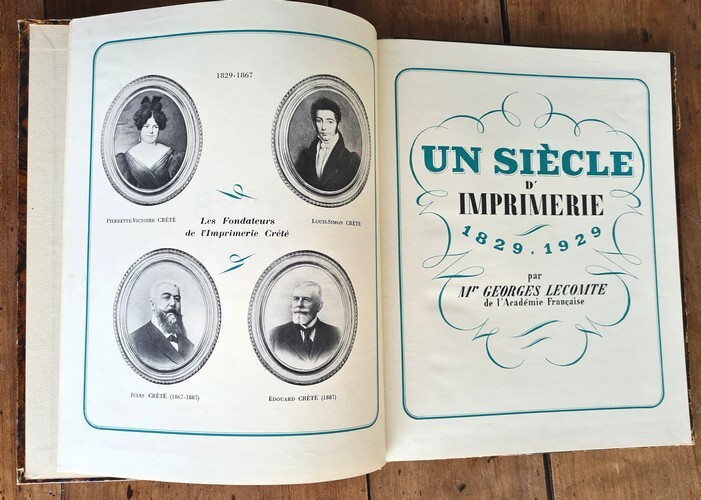 1829-1867
Pierrette-Victoire CRÉTÉ
Louis-Simon CRÉTÉ
Les Fondateurs
de l'Imprimerie Crété
Jules CRÉTÉ (1867-1887)
Édouard CRÉTÉ (1887)
UN SIÈCLE
D'
IMPRIMERIE
1829.1929
par
Mr GEORGES LECOMTE
de l'Académie Française